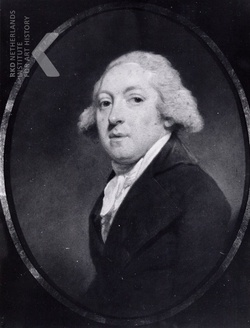 RKD NETHERLANDS
INSTITUTE
FOR ART HISTORY